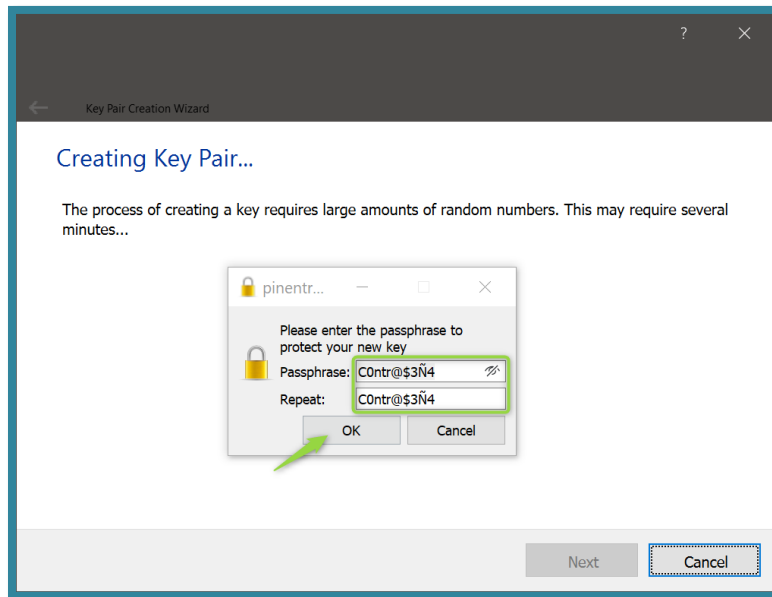 ?
Key Pair Creation Wizard
Creating Key Pair...
The process of creating a key requires large amounts of random numbers. This may require several
minutes...
pinentr...
Please enter the passphrase to
protect your new key
Passphrase: C0ntr@$3Ñ4
Repeat: C0ntr@$3Ñ4
OK Cancel
Next Cancel